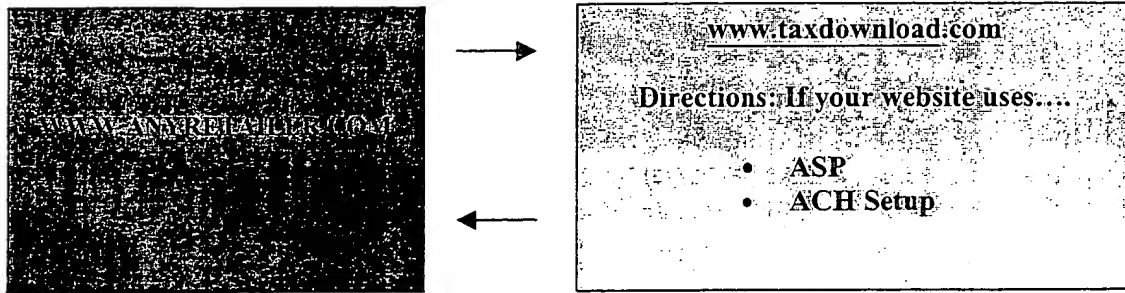 WWW.ANYRETAILER.COM
www.taxdownload.com
Directions: If your website uses....
• ASP
• ACH Setup